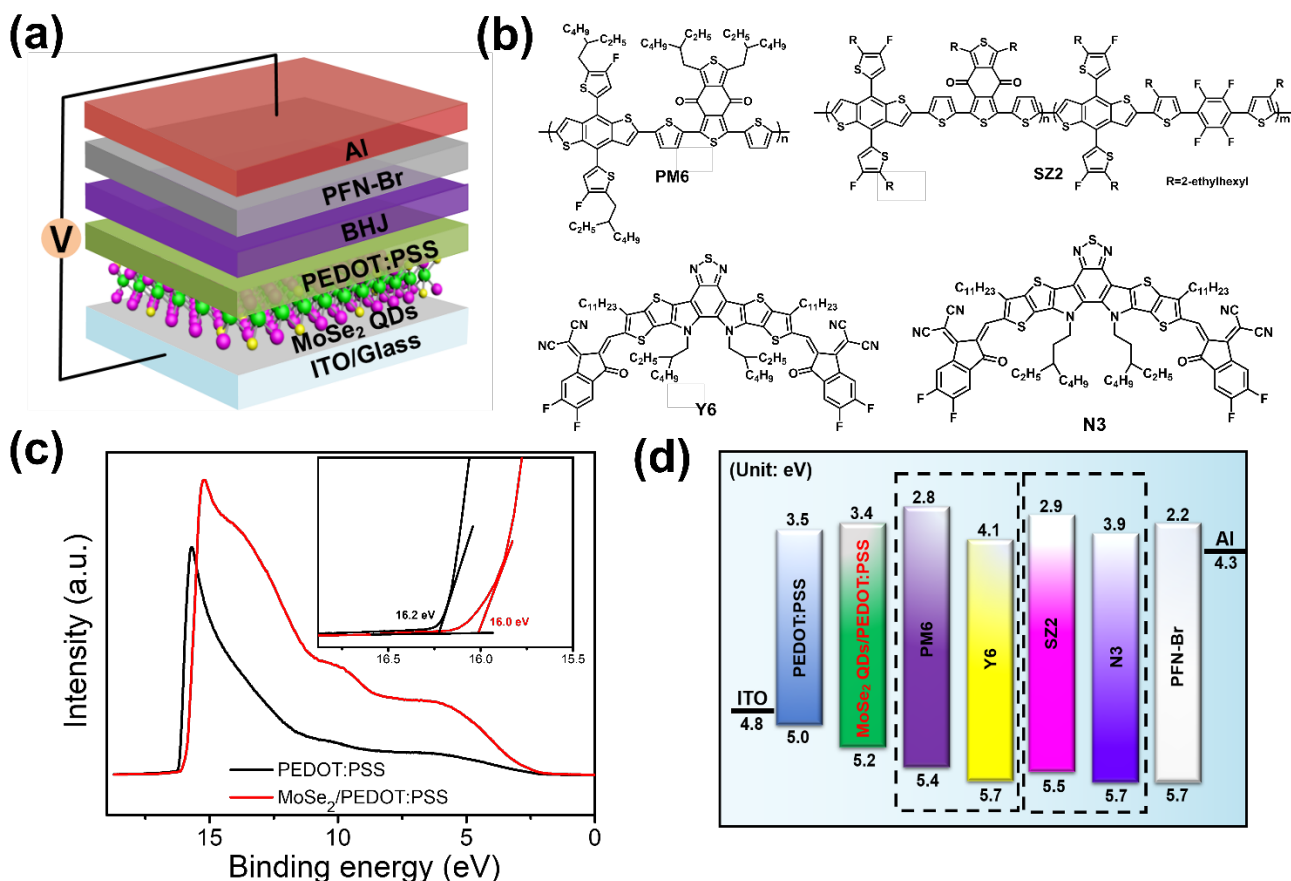 (a)
Al
PFN-Br
BHJ
PEDOT:PSS
MoSe2 QDs
ITO/Glass
V
(b)
C4H9
C2H5
F
S
C2H5
C4H9
C2H5
C4H9
S
O
O
S
S
S
S
S
n
S
F
C2H5
C4H9
PM6
R
F
S
R
S
R
O
O
R
F
S
S
S
S
S
S
n
S
S
R
S
F
F
F
F
R
S
m
S
F
R
S
F
R
SZ2
R=2-ethylhexyl
S
N
N
C11H23
C11H23
S
S
S
S
N
N
NC
CN
O
C2H5
C4H9
C2H5
C4H9
O
NC
CN
F
F
F
F
Y6
S
N
N
C11H23
C11H23
S
S
S
S
N
N
NC
CN
O
C2H5
C4H9
C4H9
C2H5
O
CN
CN
F
F
F
F
N3
(c)
Intensity (a.u.)
16.2 eV
16.0 eV
16.5
16.0
15.5
PEDOT:PSS
MoSe2/PEDOT:PSS
15
10
5
0
Binding energy (eV)
(d)
(Unit: eV)
ITO
4.8
3.5
PEDOT:PSS
5.0
3.4
MoSe2 QDs/PEDOT:PSS
5.2
2.8
PM6
5.4
4.1
Y6
5.7
2.9
SZ2
5.5
3.9
N3
5.7
2.2
PFN-Br
5.7
Al
4.3